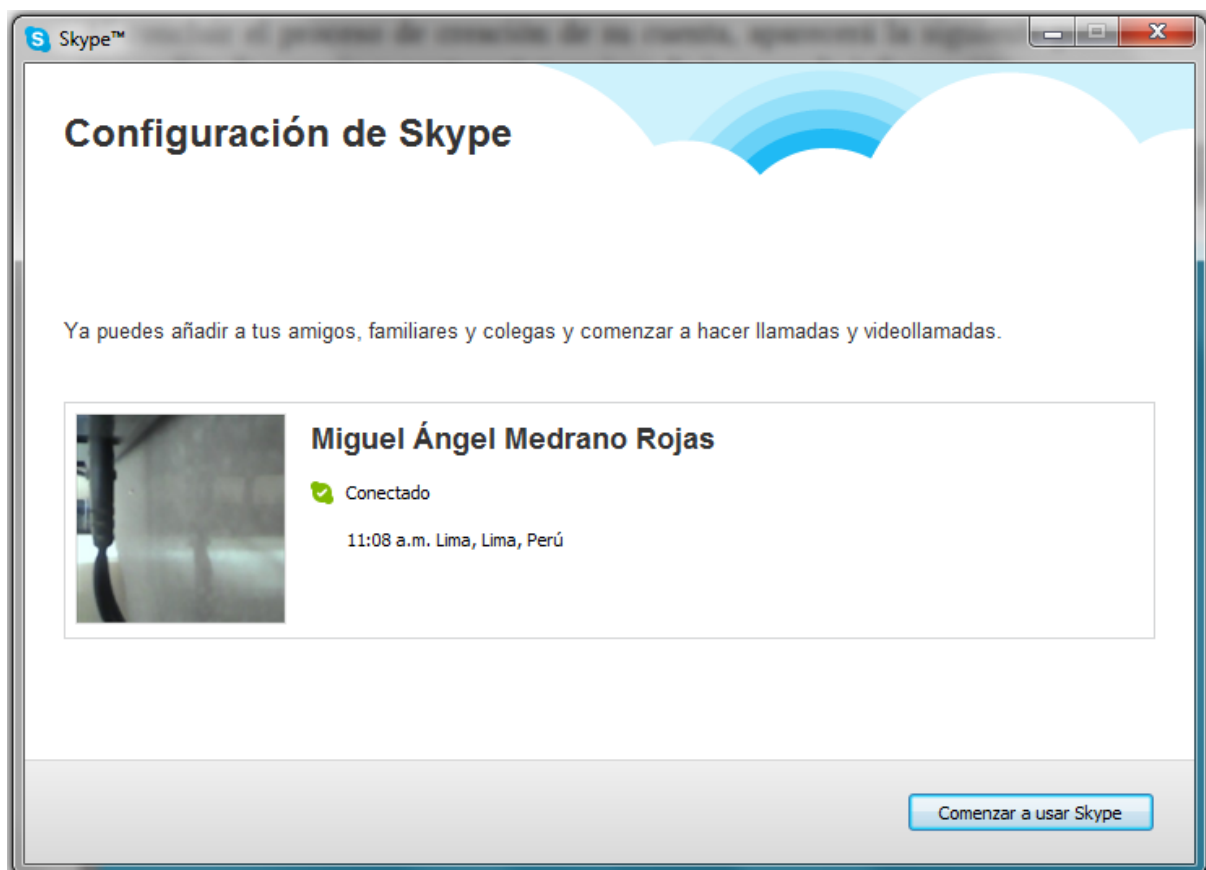 Skype™
Configuración de Skype
Ya puedes añadir a tus amigos, familiares y colegas y comenzar a hacer llamadas y videollamadas.
Miguel Ángel Medrano Rojas
Conectado
11:08 a.m. Lima, Lima, Perú
Comenzar a usar Skype